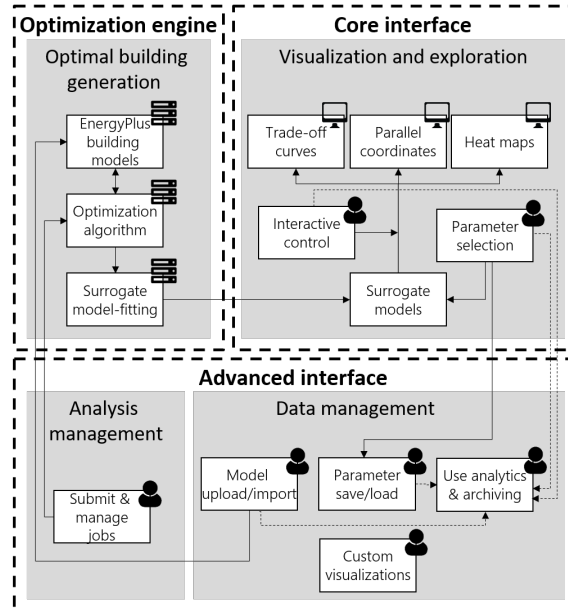 Optimization engine
Optimal building
generation
EnergyPlus
building
models
Optimization
algorithm
Surrogate
model-fitting
Core interface
Visualization and exploration
Trade-off
curves
Parallel
coordinates
Heat maps
Interactive
control
Parameter
selection
Surrogate
models
Advanced interface
Analysis
management
Submit &
manage
jobs
Data management
Model
upload/import
Parameter
save/load
Use analytics
& archiving
Custom
visualizations